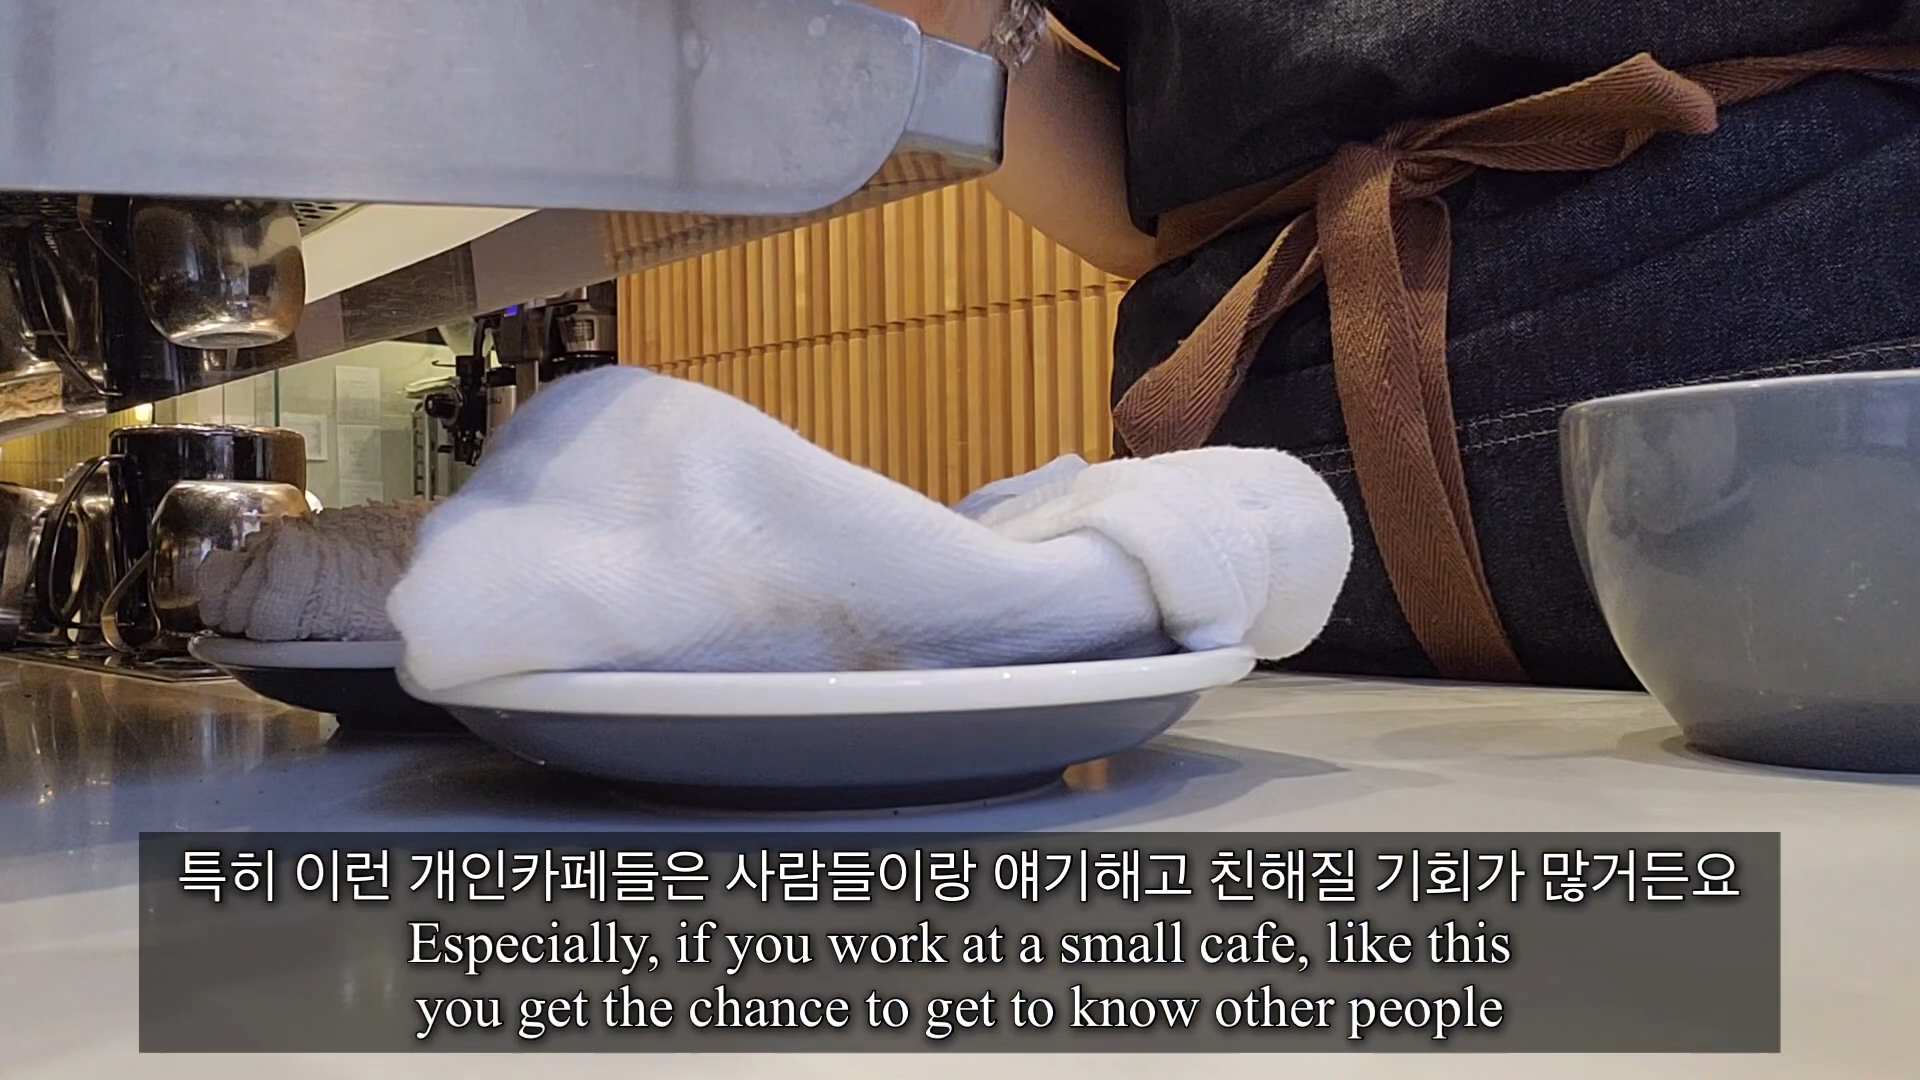 특히 이런 개인카페들은 사람들이랑 얘기해고 친해질 기회가 많거든요
Especially, if you work at a small cafe, like this
you get the chance to get to know other people